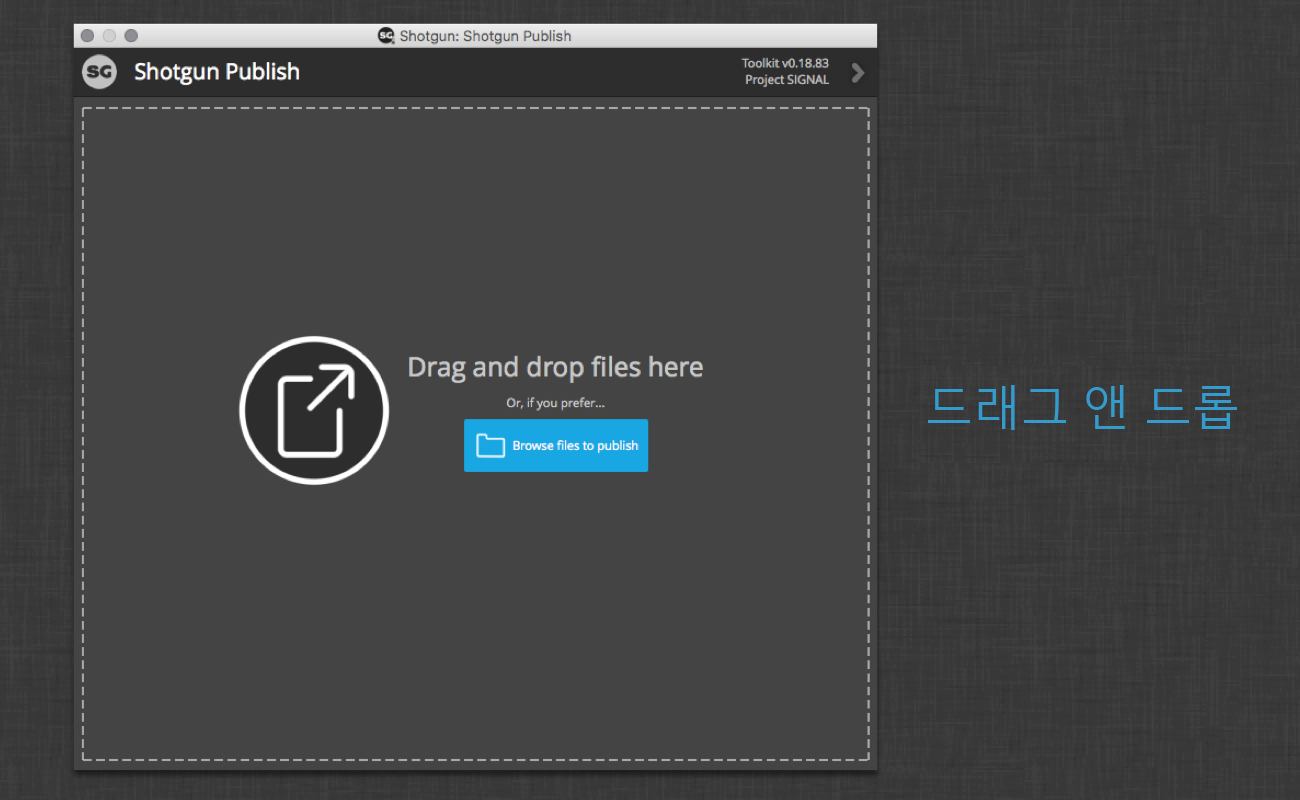 SG Shotgun: Shotgun Publish
SG Shotgun Publish
Toolkit v0.18.83
Project SIGNAL
Drag and drop files here
Or, if you prefer...
Browse files to publish
드래그 앤 드롭